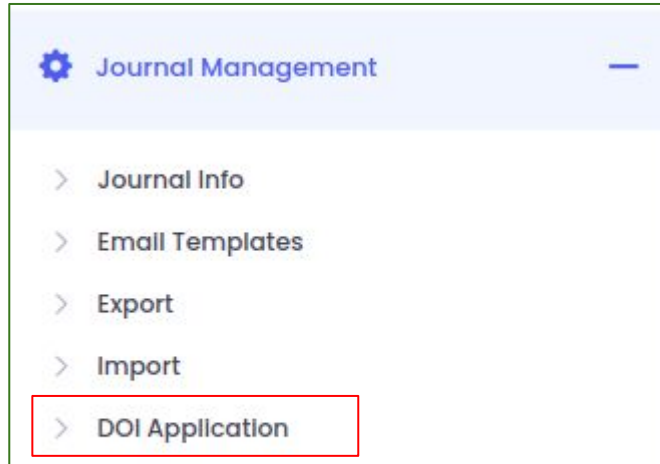 Journal Management
Journal Info
Email Templates
Export
Import
DOI Application